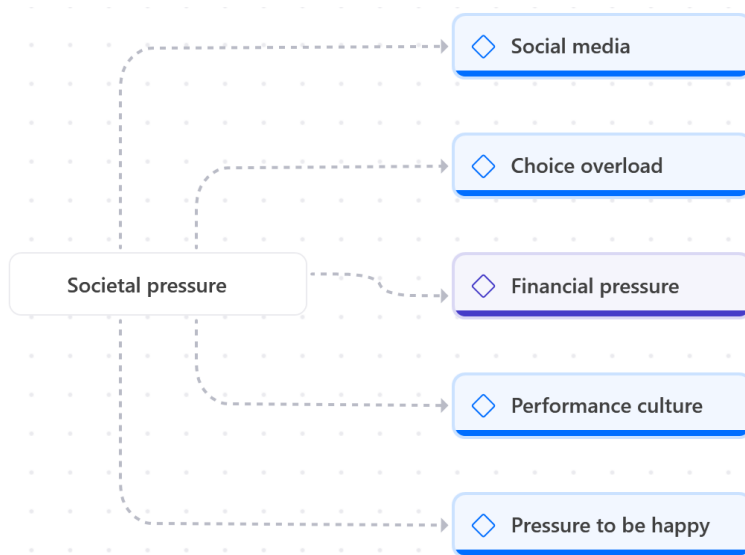 Social media
Choice overload
Societal pressure
Financial pressure
Performance culture
Pressure to be happy